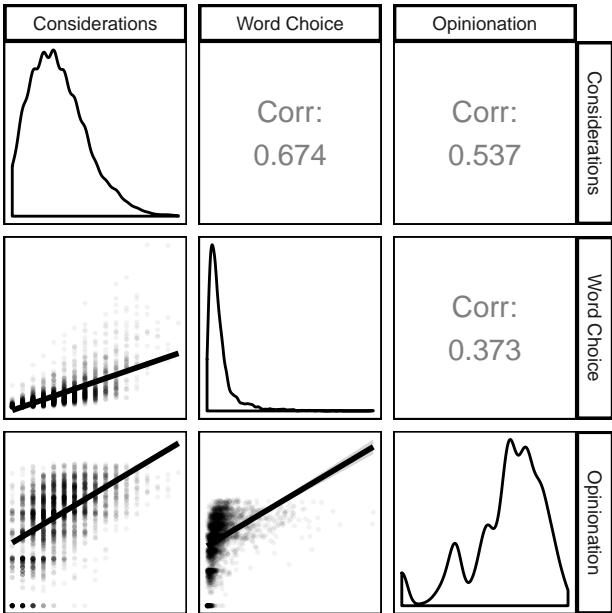 Considerations
Word Choice
Opinionation
Corr:
0.674
Corr:
0.537
Considerations
Corr:
0.373
Word Choice
Opinionation